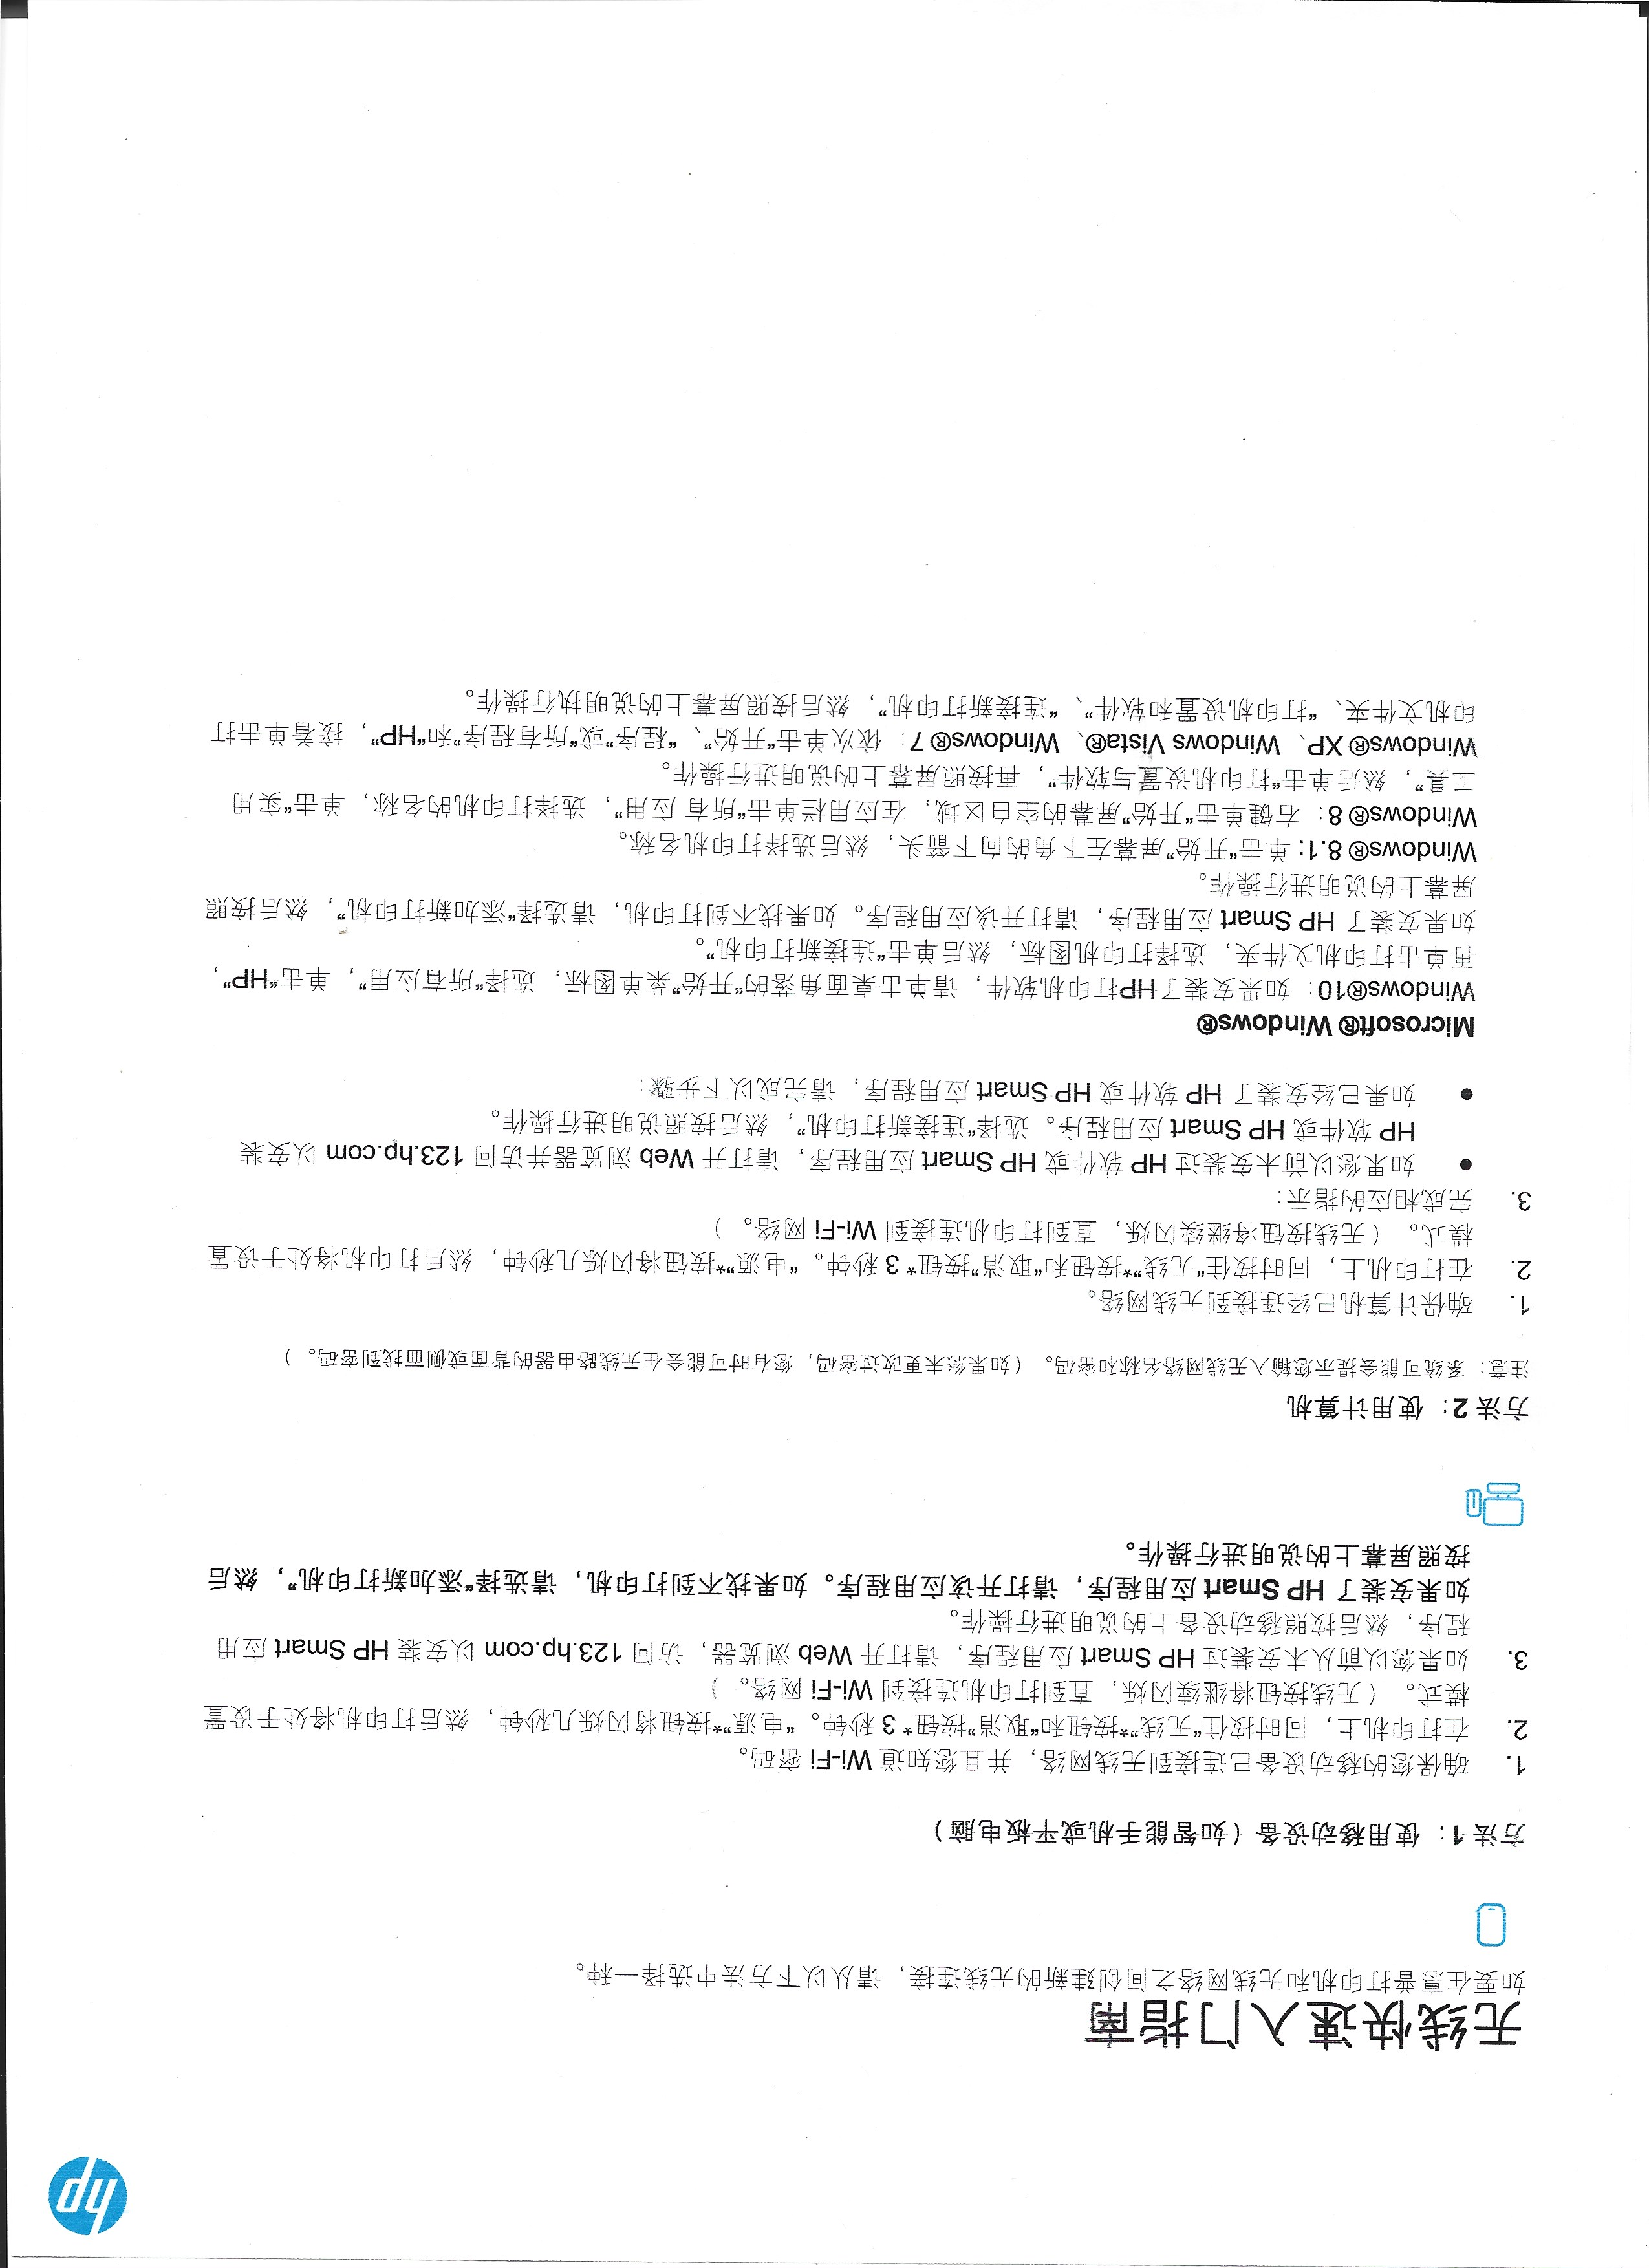 hp
无线快速入门指南
如要在惠普打印机和无线网络之间创建新的无线连接，请从以下方法中选择一种。
方法 1：使用移动设备（如智能手机或平板电脑）
1. 确保您的移动设备已连接到无线网络，并且您知道 Wi-Fi 密码。
2. 在打印机上，同时按住“无线”*按钮和“取消”按钮* 3 秒钟。“电源”*按钮将闪烁几秒钟，然后打印机将处于设置
模式。（无线按钮将继续闪烁，直到打印机连接到 Wi-Fi 网络。）
3. 如果您以前从未安装过 HP Smart 应用程序，请打开 Web 浏览器，访问 123.hp.com 以安装 HP Smart 应用
程序，然后按照移动设备上的说明进行操作。
如果安装了 HP Smart 应用程序，请打开该应用程序。如果找不到打印机，请选择“添加新打印机”，然后
按照屏幕上的说明进行操作。
方法 2：使用计算机
注意：系统可能会提示您输入无线网络名称和密码。（如果您未更改过密码，您有时可能会在无线路由器的背面或侧面找到密码。）
1. 确保计算机已经连接到无线网络。
2. 在打印机上，同时按住“无线”*按钮和“取消”按钮* 3 秒钟。“电源”*按钮将闪烁几秒钟，然后打印机将处于设置
模式。（无线按钮将继续闪烁，直到打印机连接到 Wi-Fi 网络。）
3. 完成相应的指示：
• 如果您以前未安装过 HP 软件或 HP Smart 应用程序，请打开 Web 浏览器并访问 123.hp.com 以安装
HP 软件或 HP Smart 应用程序。选择“连接新打印机”，然后按照说明进行操作。
• 如果已经安装了 HP 软件或 HP Smart 应用程序，请完成以下步骤：
Microsoft® Windows®
Windows®10：如果安装了HP打印机软件，请单击桌面角落的“开始”菜单图标，选择“所有应用”，单击“HP”，
再单击打印机文件夹，选择打印机图标，然后单击“连接新打印机”。
如果安装了 HP Smart 应用程序，请打开该应用程序。如果找不到打印机，请选择“添加新打印机”，然后按照
屏幕上的说明进行操作。
Windows® 8.1：单击“开始”屏幕左下角的向下箭头，然后选择打印机名称。
Windows® 8：右键单击“开始”屏幕的空白区域，在应用栏单击“所有 应用”，选择打印机的名称，单击“实用
工具”，然后单击“打印机设置与软件”，再按照屏幕上的说明进行操作。
Windows® XP、Windows Vista®、Windows® 7：依次单击“开始”、“程序”或“所有程序”和“HP”，接着单击打
印机文件夹、“打印机设置和软件”、“连接新打印机”，然后按照屏幕上的说明执行操作。